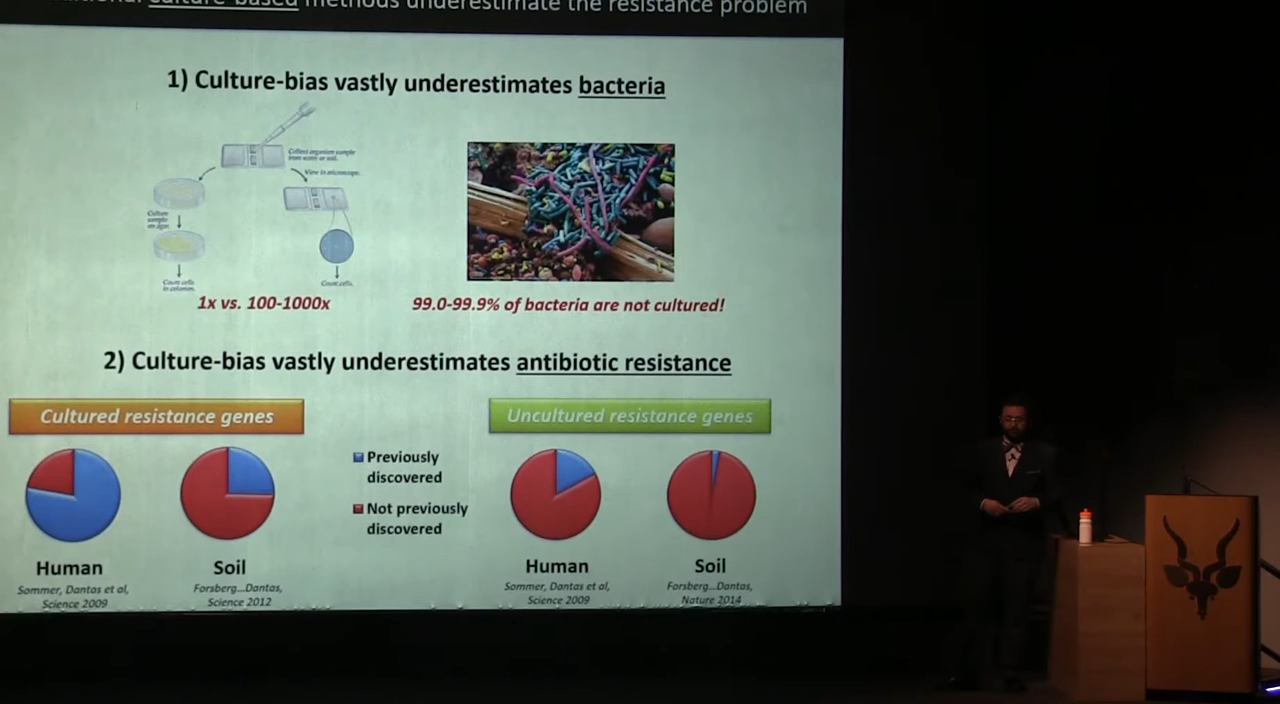 culture-based methods underestimate the resistance problem
1) Culture-bias vastly underestimates bacteria
Collect organism sample
from water or soil.
View in microscope.
Culture
sample
on agar.
Count cells
in colonies.
Count cells.
1x vs. 100-1000x
99.0-99.9% of bacteria are not cultured!
2) Culture-bias vastly underestimates antibiotic resistance
Cultured resistance genes
Uncultured resistance genes
Previously
discovered
Not previously
discovered
Human
Sommer, Dantas et al,
Science 2009
Soil
Forsberg...Dantas,
Science 2012
Human
Sommer, Dantas et al,
Science 2009
Soil
Forsberg...Dantas,
Nature 2014